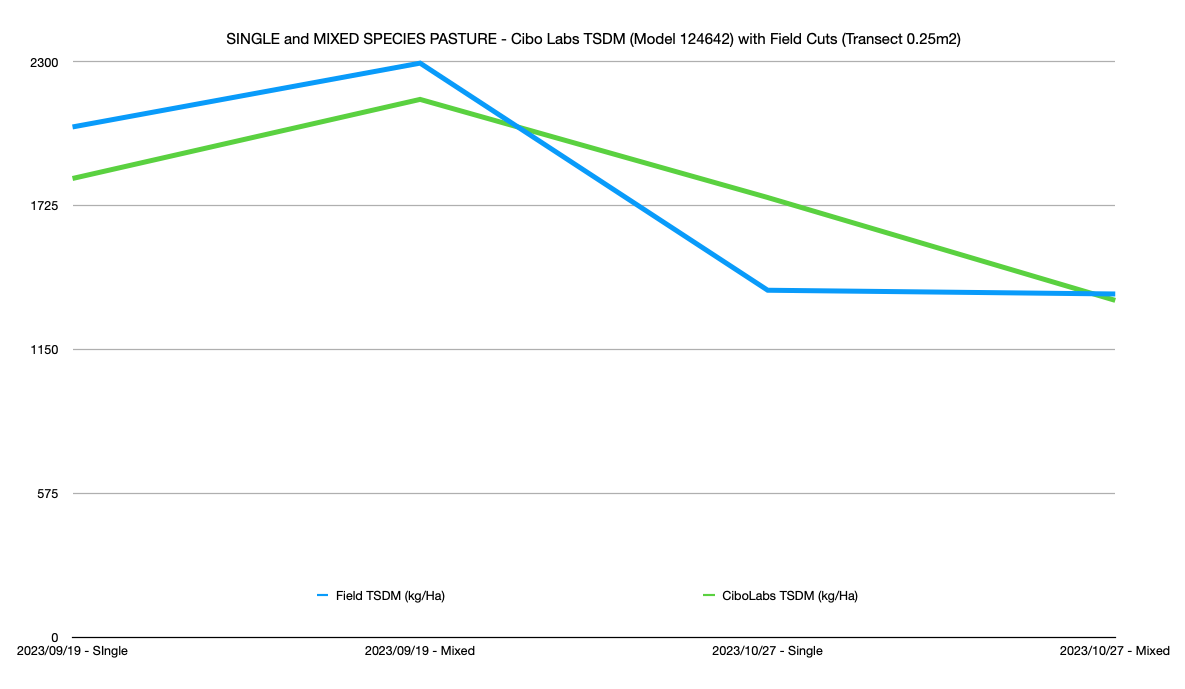 SINGLE and MIXED SPECIES PASTURE - Cibo Labs TSDM (Model 124642) with Field Cuts (Transect 0.25m2)
2300
1725
1150
575
Field TSDM (kg/Ha) CiboLabs TSDM (kg/Ha)
0
2023/09/19 - SIngle 2023/09/19 - Mixed 2023/10/27 - Single 2023/10/27 - Mixed